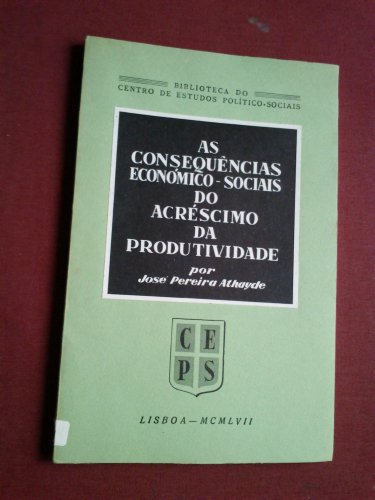 BIBLIOTECA DO
CENTRO DE ESTUDOS POLÍTICO-SOCIAIS
AS
CONSEQUÊNCIAS
ECONÓMICO-SOCIAIS
DO
ACRÉSCIMO
DA
PRODUTIVIDADE
por
José Pereira Athayde
C E
P S
LISBOA — MCMLVII